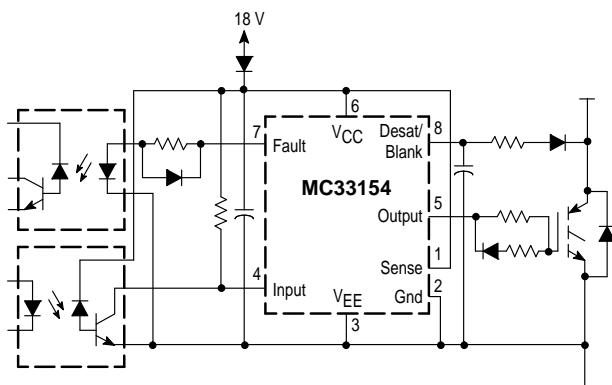 18 V
6
VCC
Desat/
Blank
8
7
Fault
MC33154
5
Output
1
Sense
4
Input
VEE
Gnd
2
3